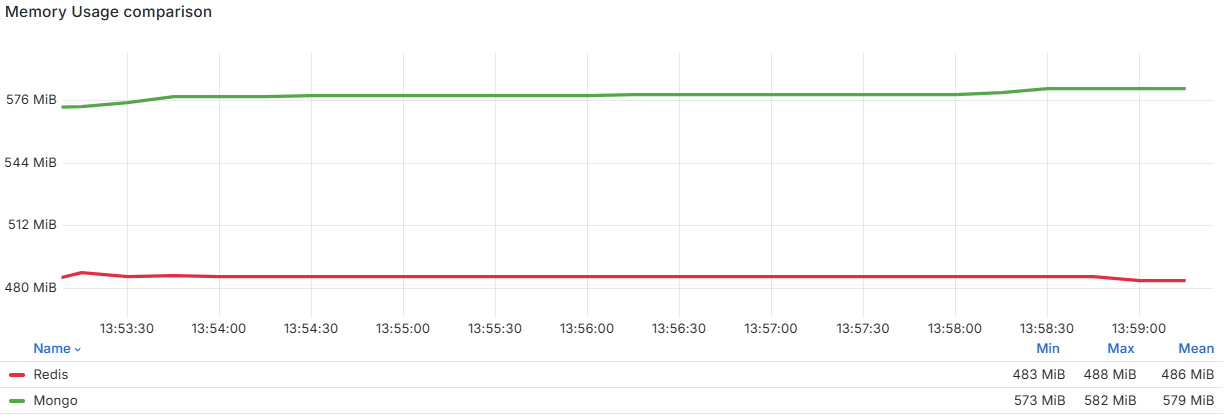 Memory Usage comparison
576 MiB
544 MiB
512 MiB
480 MiB
13:53:30 13:54:00 13:54:30 13:55:00 13:55:30 13:56:00 13:56:30 13:57:00 13:57:30 13:58:00 13:58:30 13:59:00
Name Min Max Mean
Redis 483 MiB 488 MiB 486 MiB
Mongo 573 MiB 582 MiB 579 MiB